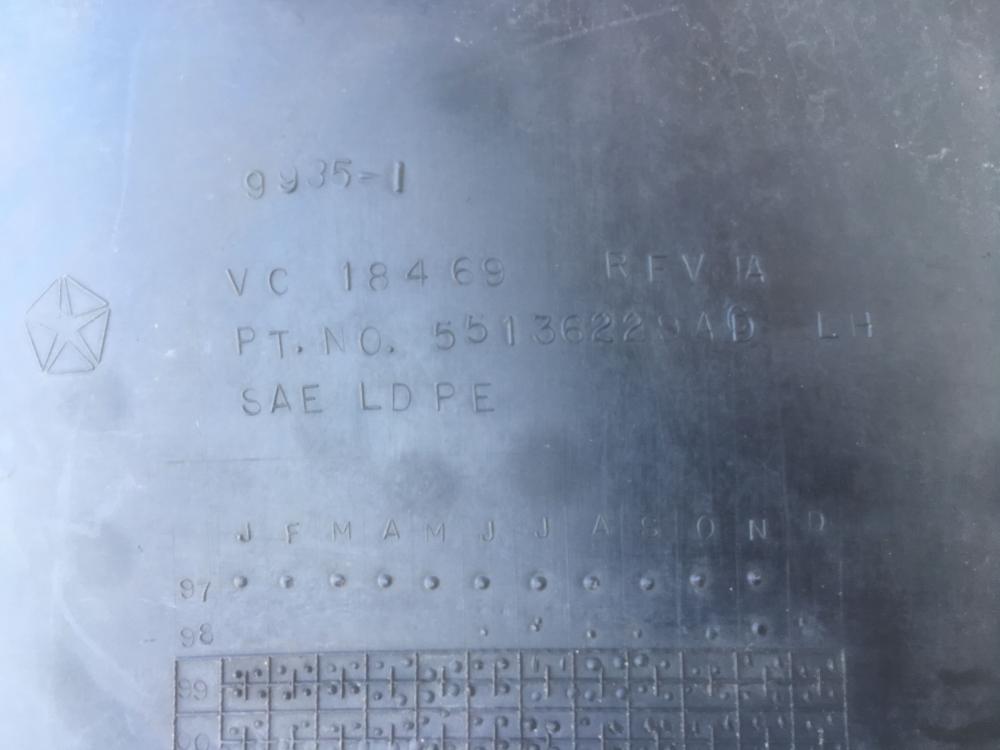 9935-1
VC 18469 REV A
PT. NO. 55136229AD LH
SAE LDPE
J F M A M J J A S O N D
97
98
99